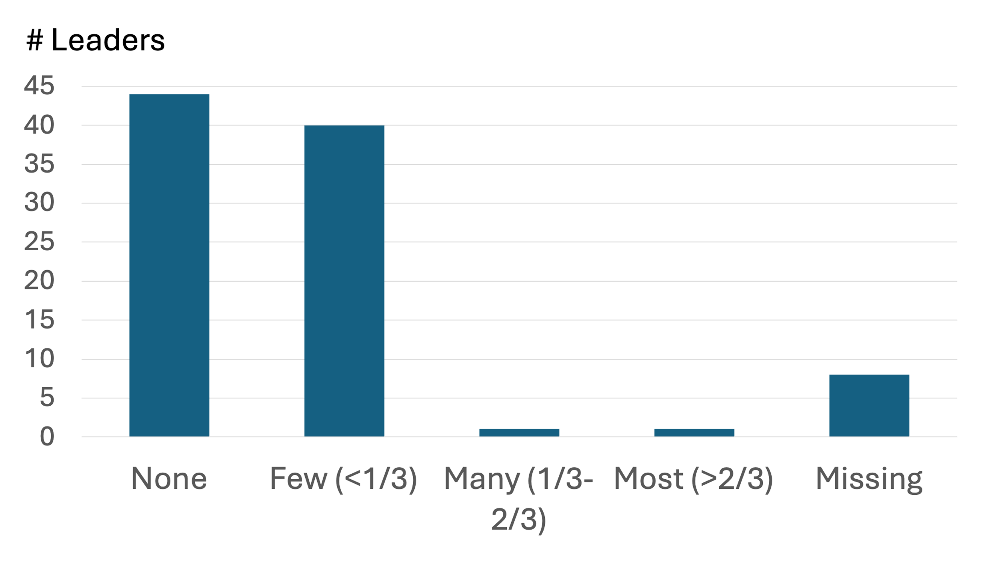 # Leaders
45
40
35
30
25
20
15
10
5
0
None
Few (<1/3)
Many (1/3-
2/3)
Most (>2/3)
Missing